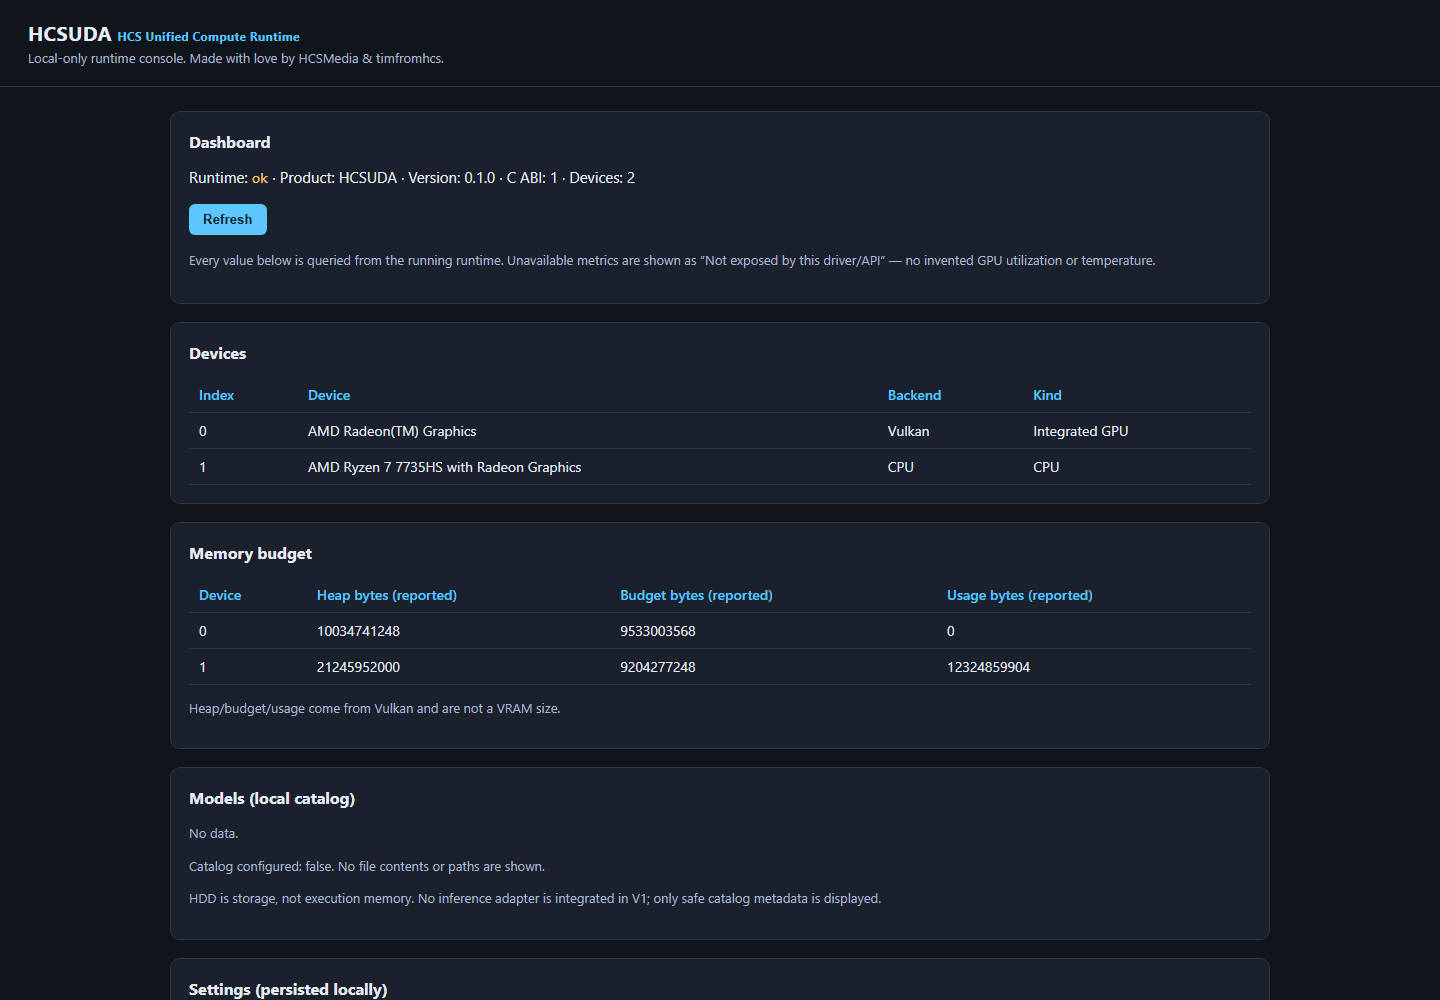 HCSUDA HCS Unified Compute Runtime
Local-only runtime console. Made with love by HCSMedia & timfromhcs.
Dashboard
Runtime: ok · Product: HCSUDA · Version: 0.1.0 · C ABI: 1 · Devices: 2
Refresh
Every value below is queried from the running runtime. Unavailable metrics are shown as “Not exposed by this driver/API” — no invented GPU utilization or temperature.
Devices
Index Device Backend Kind
0 AMD Radeon(TM) Graphics Vulkan Integrated GPU
1 AMD Ryzen 7 7735HS with Radeon Graphics CPU CPU
Memory budget
Device Heap bytes (reported) Budget bytes (reported) Usage bytes (reported)
0 10034741248 9533003568 0
1 21245952000 9204277248 12324859904
Heap/budget/usage come from Vulkan and are not a VRAM size.
Models (local catalog)
No data.
Catalog configured: false. No file contents or paths are shown.
HDD is storage, not execution memory. No inference adapter is integrated in V1; only safe catalog metadata is displayed.
Settings (persisted locally)